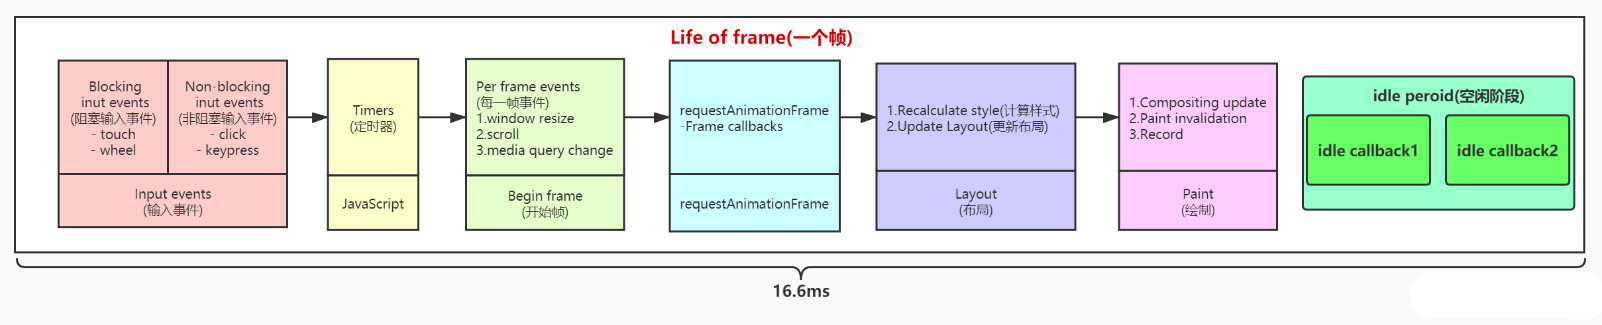 Life of frame(一个帧)
Blocking
inut events
(阻塞输入事件)
- touch
- wheel
Non-blocking
inut events
(非阻塞输入事件)
- click
- keypress
Input events
(输入事件)
Timers
(定时器)
JavaScript
Per frame events
(每一帧事件)
1.window resize
2.scroll
3.media query change
Begin frame
(开始帧)
requestAnimationFrame
-Frame callbacks
requestAnimationFrame
1.Recalculate style(计算样式)
2.Update Layout(更新布局)
Layout
(布局)
1.Compositing update
2.Paint invalidation
3.Record
Paint
(绘制)
idle peroid(空闲阶段)
idle callback1
idle callback2
16.6ms